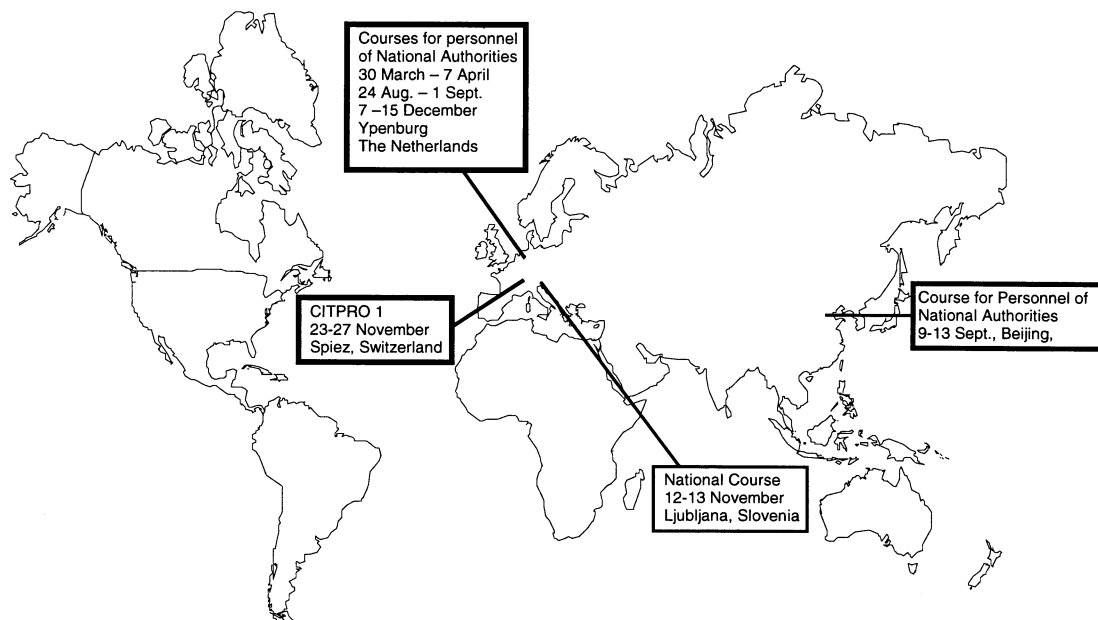 Courses for personnel
of National Authorities
30 March – 7 April
24 Aug. – 1 Sept.
7 –15 December
Ypenburg
The Netherlands
CITPRO 1
23-27 November
Spiez, Switzerland
Course for Personnel of
National Authorities
9-13 Sept., Beijing,
National Course
12-13 November
Ljubljana, Slovenia